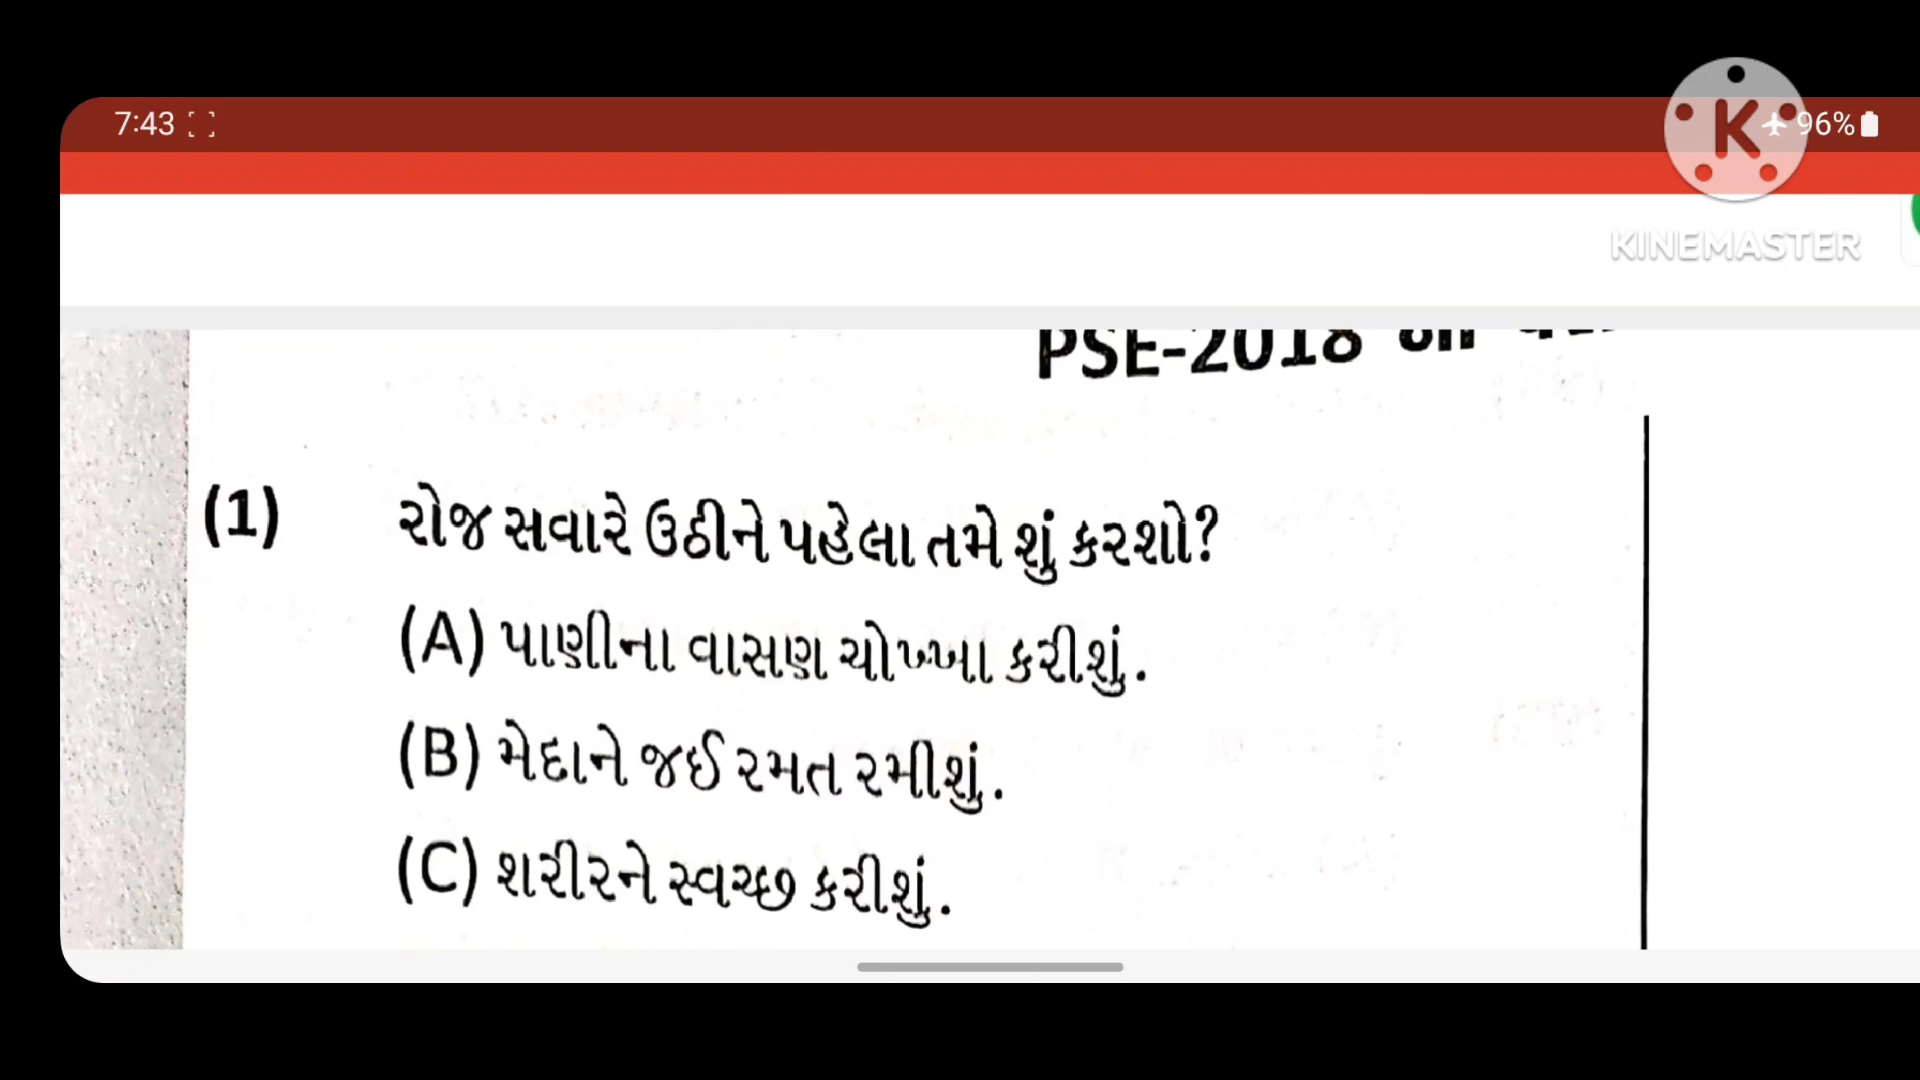 7:43
96%
KINEMASTER
PSE-2018
(1) રોજ સવારે ઉઠીને પહેલા તમે શું કરશો?
(A) પાણીના વાસણ ચોખ્ખા કરીશું.
(B) મેદાને જઈ રમત રમીશું.
(C) શરીરને સ્વચ્છ કરીશું.